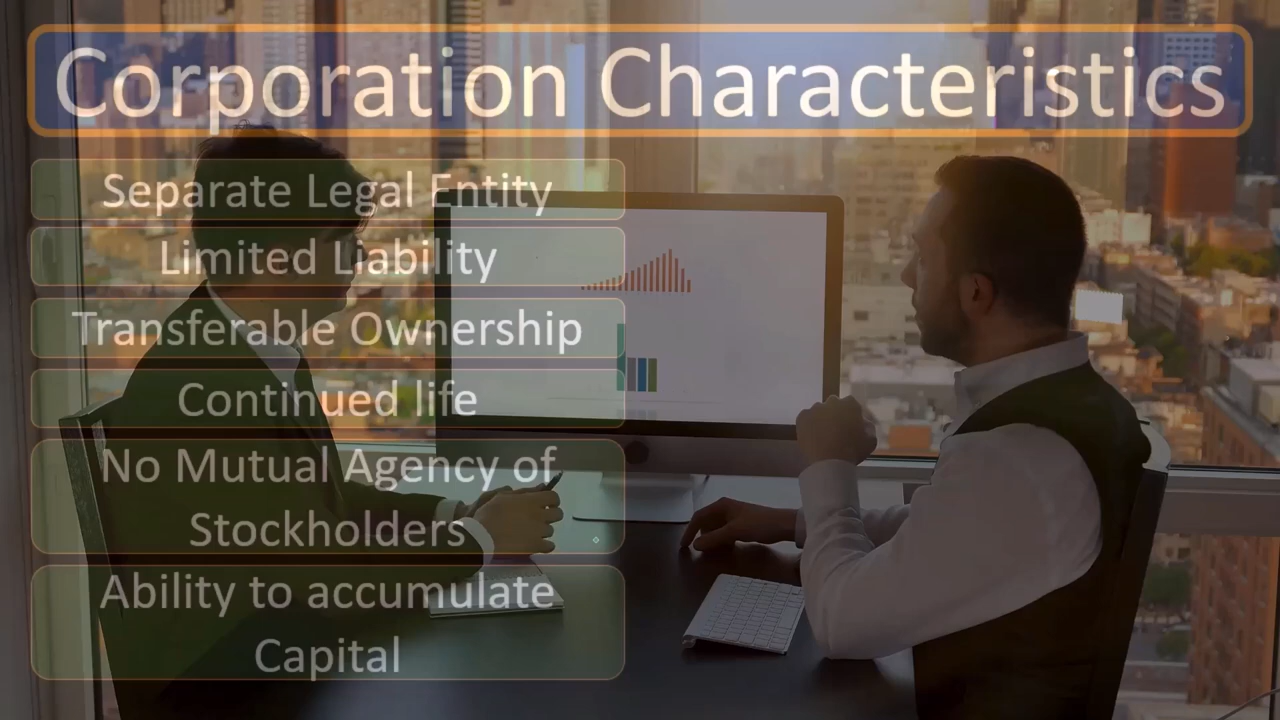 Corporation Characteristics
Separate Legal Entity
Limited Liability
Transferable Ownership
Continued life
No Mutual Agency of
Stockholders
Ability to accumulate
Capital